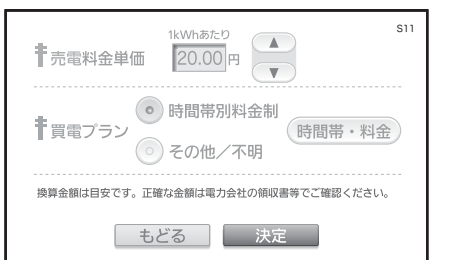 S11
1kWhあたり
売電料金単価 20.00 円 ▲
▼
買電プラン
時間帯別料金制
時間帯・料金
その他／不明
換算金額は目安です。正確な金額は電力会社の領収書等でご確認ください。
もどる 決定